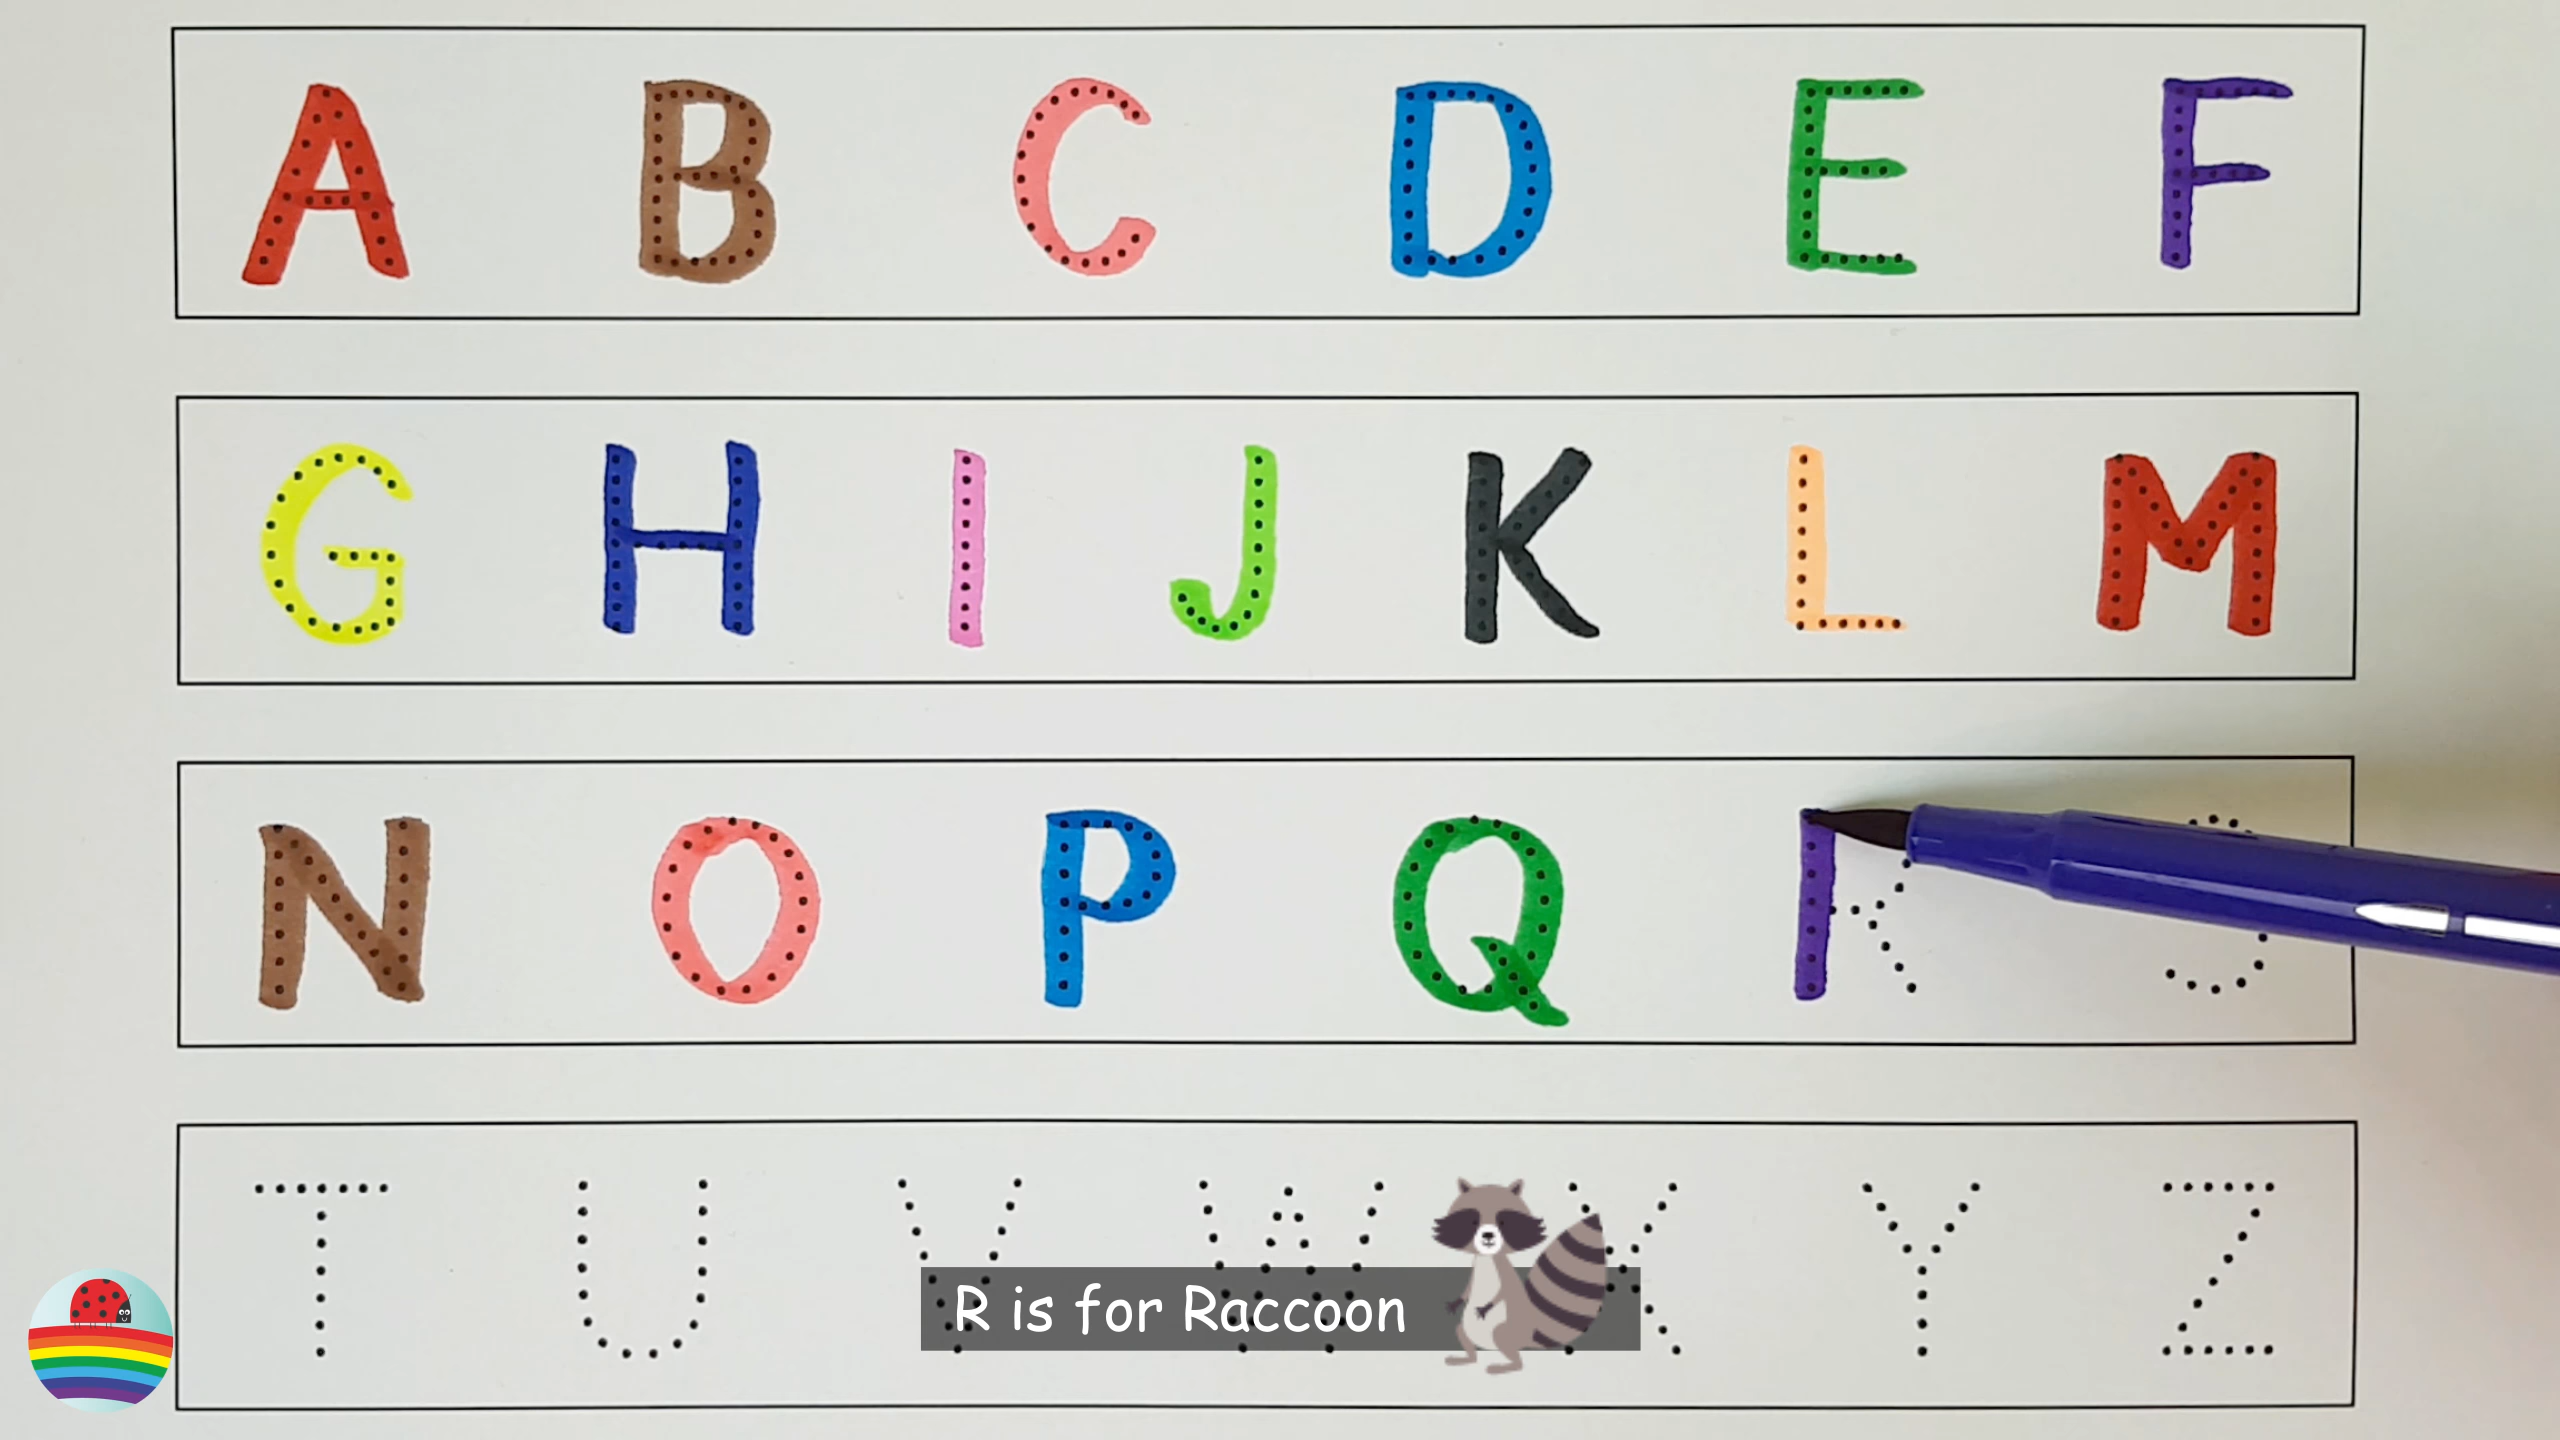 A B C D E F
G H I J K L M
N O P Q R S
T U V W X Y Z
R is for Raccoon